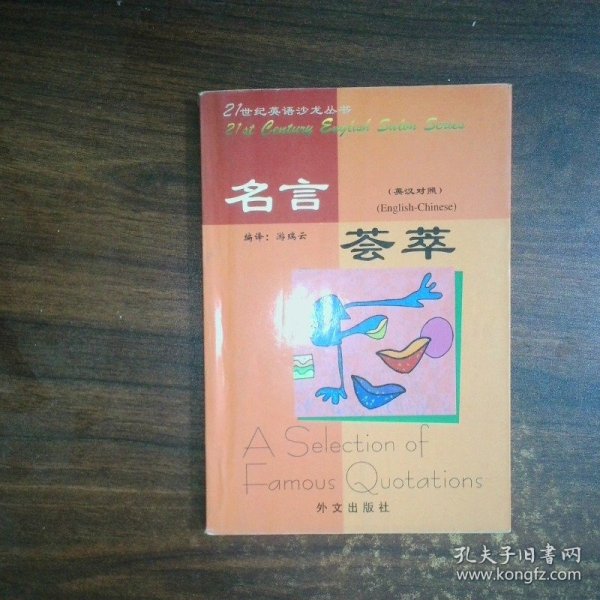 21世纪英语沙龙丛书
21st Century English Salon Series
名言
（英汉对照）
(English-Chinese)
编译：游瑞云
荟萃
A Selection of
Famous Quotations
外文出版社
孔夫子旧书网
www.kongfz.com